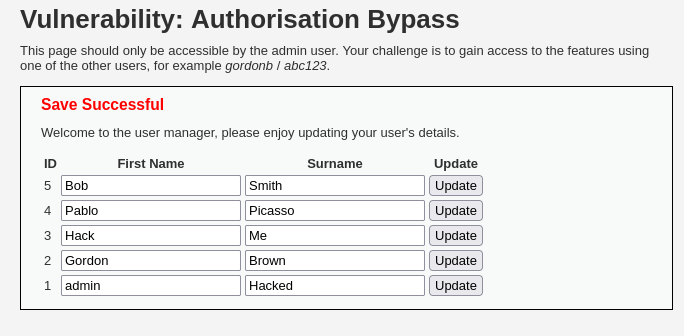 Vulnerability: Authorisation Bypass
This page should only be accessible by the admin user. Your challenge is to gain access to the features using
one of the other users, for example gordonb / abc123.
Save Successful
Welcome to the user manager, please enjoy updating your user's details.
ID First Name Surname Update
5 Bob Smith Update
4 Pablo Picasso Update
3 Hack Me Update
2 Gordon Brown Update
1 admin Hacked Update